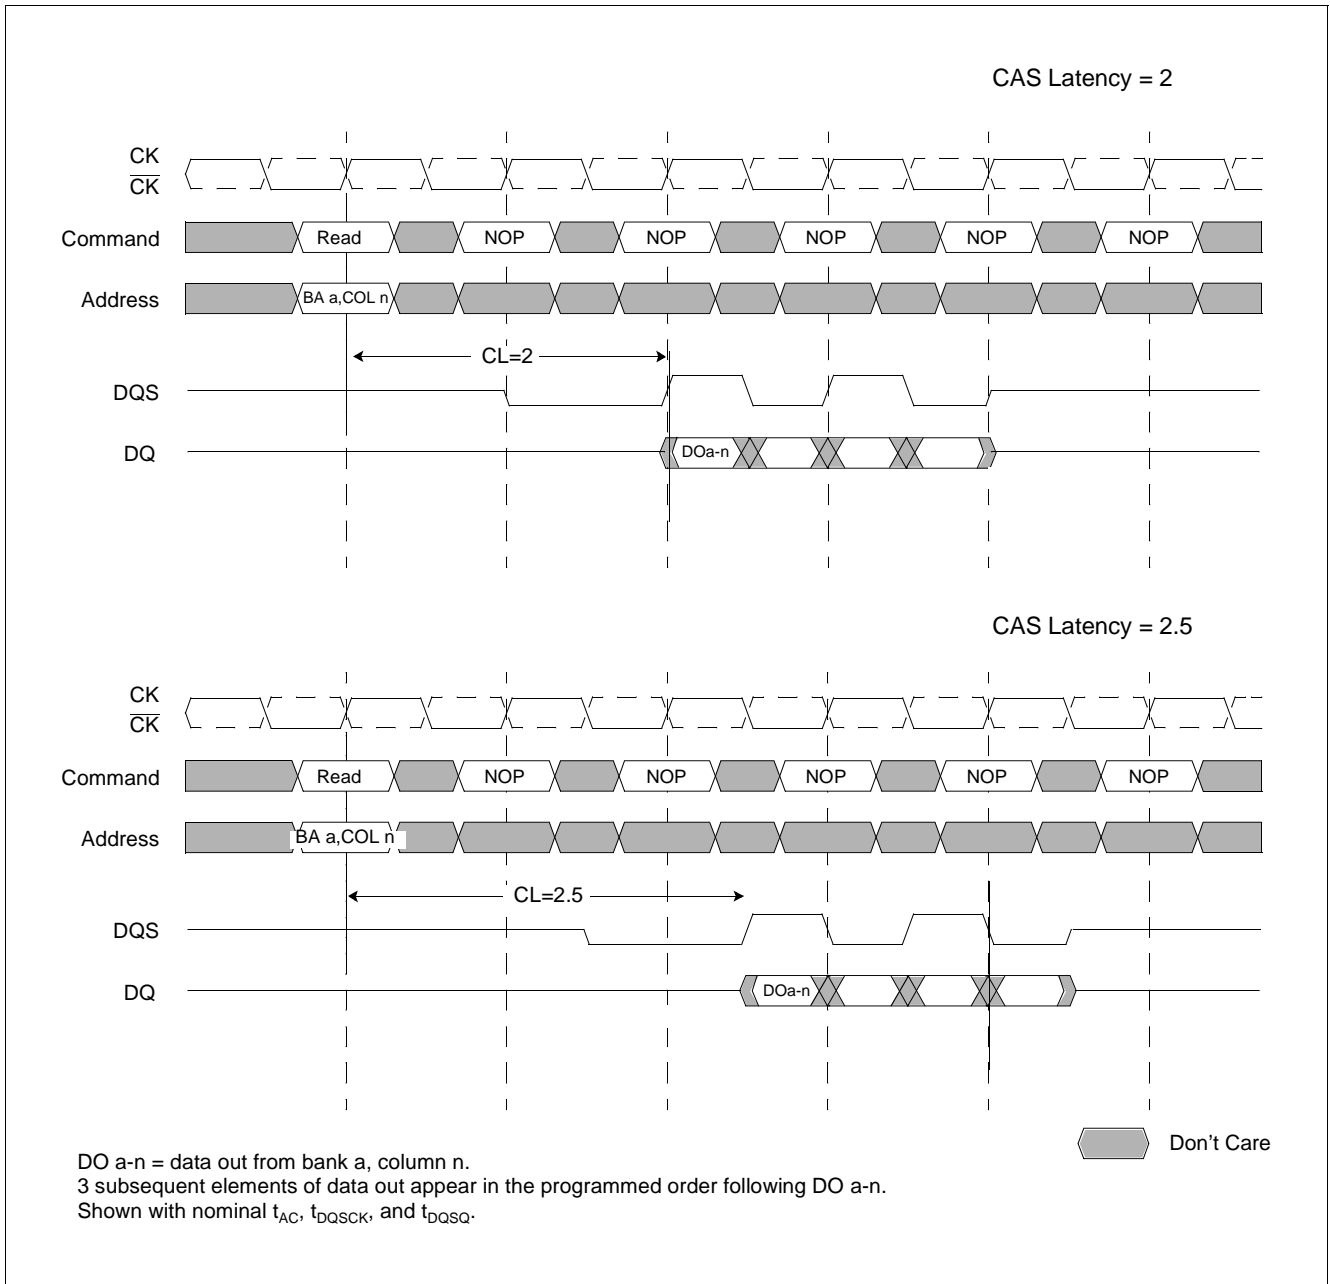 CAS Latency = 2
CK
CK
Command
Read
NOP
NOP
NOP
NOP
NOP
Address
BA a,COL n
CL=2
DQS
DQ
DOa-n
CAS Latency = 2.5
CK
CK
Command
Read
NOP
NOP
NOP
NOP
NOP
Address
BA a,COL n
CL=2.5
DQS
DQ
DOa-n
Don't Care
DO a-n = data out from bank a, column n.
3 subsequent elements of data out appear in the programmed order following DO a-n.
Shown with nominal tAC, tDQSCK, and tDQSQ.